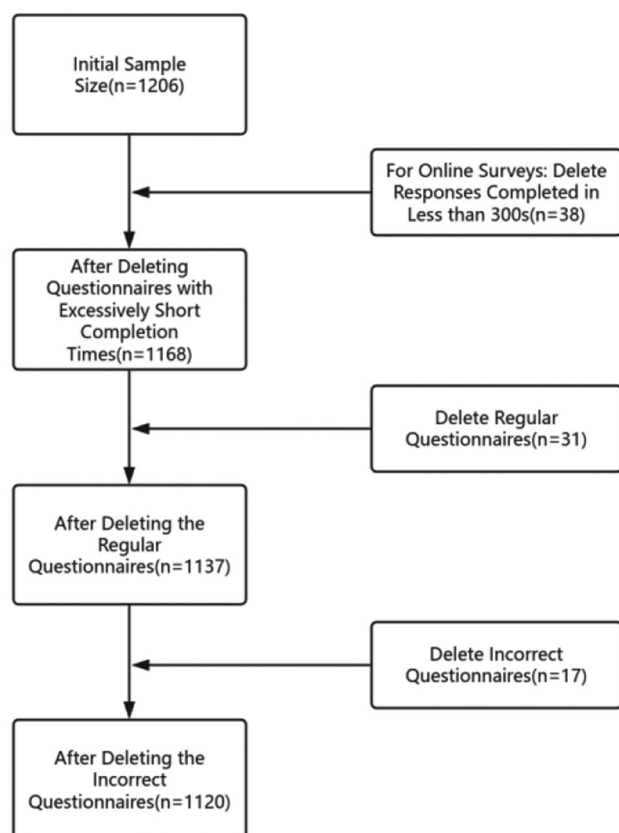 Initial Sample
Size(n=1206)
For Online Surveys: Delete
Responses Completed in
Less than 300s(n=38)
After Deleting
Questionnaires with
Excessively Short
Completion
Times(n=1168)
Delete Regular
Questionnaires(n=31)
After Deleting the
Regular
Questionnaires(n=1137)
Delete Incorrect
Questionnaires(n=17)
After Deleting the
Incorrect
Questionnaires(n=1120)